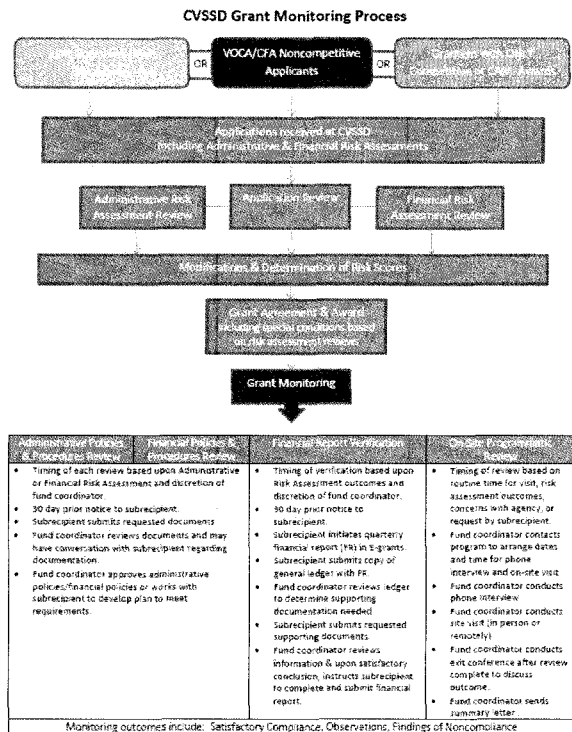 CVSSD Grant Monitoring Process
OR
VOCA/CFA Noncompetitive
Applicants
OR
Applications received at CVSSD
Including Administrative & Financial Risk Assessments
Administrative Risk
Assessment Review
Application Review
Financial Risk
Assessment Review
Modifications & Determination of Risk Scores
Grant Agreement & Award
including special conditions based
on risk assessment reviews
Grant Monitoring
Administrative Policies
& Procedures Review
Financial Policies &
Procedures Review
• Timing of each review based upon Administrative
or Financial Risk Assessment and discretion of
fund coordinator.
• 30 day prior notice to subrecipient.
• Subrecipient submits requested documents
• Fund coordinator reviews documents and may
have conversation with subrecipient regarding
documentation.
• Fund coordinator approves administrative
policies/financial policies or works with
subrecipient to develop plan to meet
requirements.
Financial Report Verification
• Timing of verification based upon
Risk Assessment outcomes and
discretion of fund coordinator.
• 30 day prior notice to
subrecipient.
• Subrecipient initiates quarterly
financial report (FR) in E-grants.
• Subrecipient submits copy of
general ledger with FR.
• Fund coordinator reviews ledger
to determine supporting
documentation needed.
• Subrecipient submits requested
supporting documents.
• Fund coordinator reviews
information & upon satisfactory
conclusion, instructs subrecipient
to complete and submit financial
report.
On-Site Programmatic
Review
• Timing of review based on
routine time for visit, risk
assessment outcomes,
concerns with agency, or
request by subrecipient.
• Fund coordinator contacts
program to arrange dates
and time for phone
interview and on-site visit
• Fund coordinator conducts
phone interview
• Fund coordinator conducts
site visit (in person or
remotely)
• Fund coordinator conducts
exit conference after review
complete to discuss
outcome.
• Fund coordinator sends
summary letter
Monitoring outcomes include: Satisfactory Compliance, Observations, Findings of Noncompliance